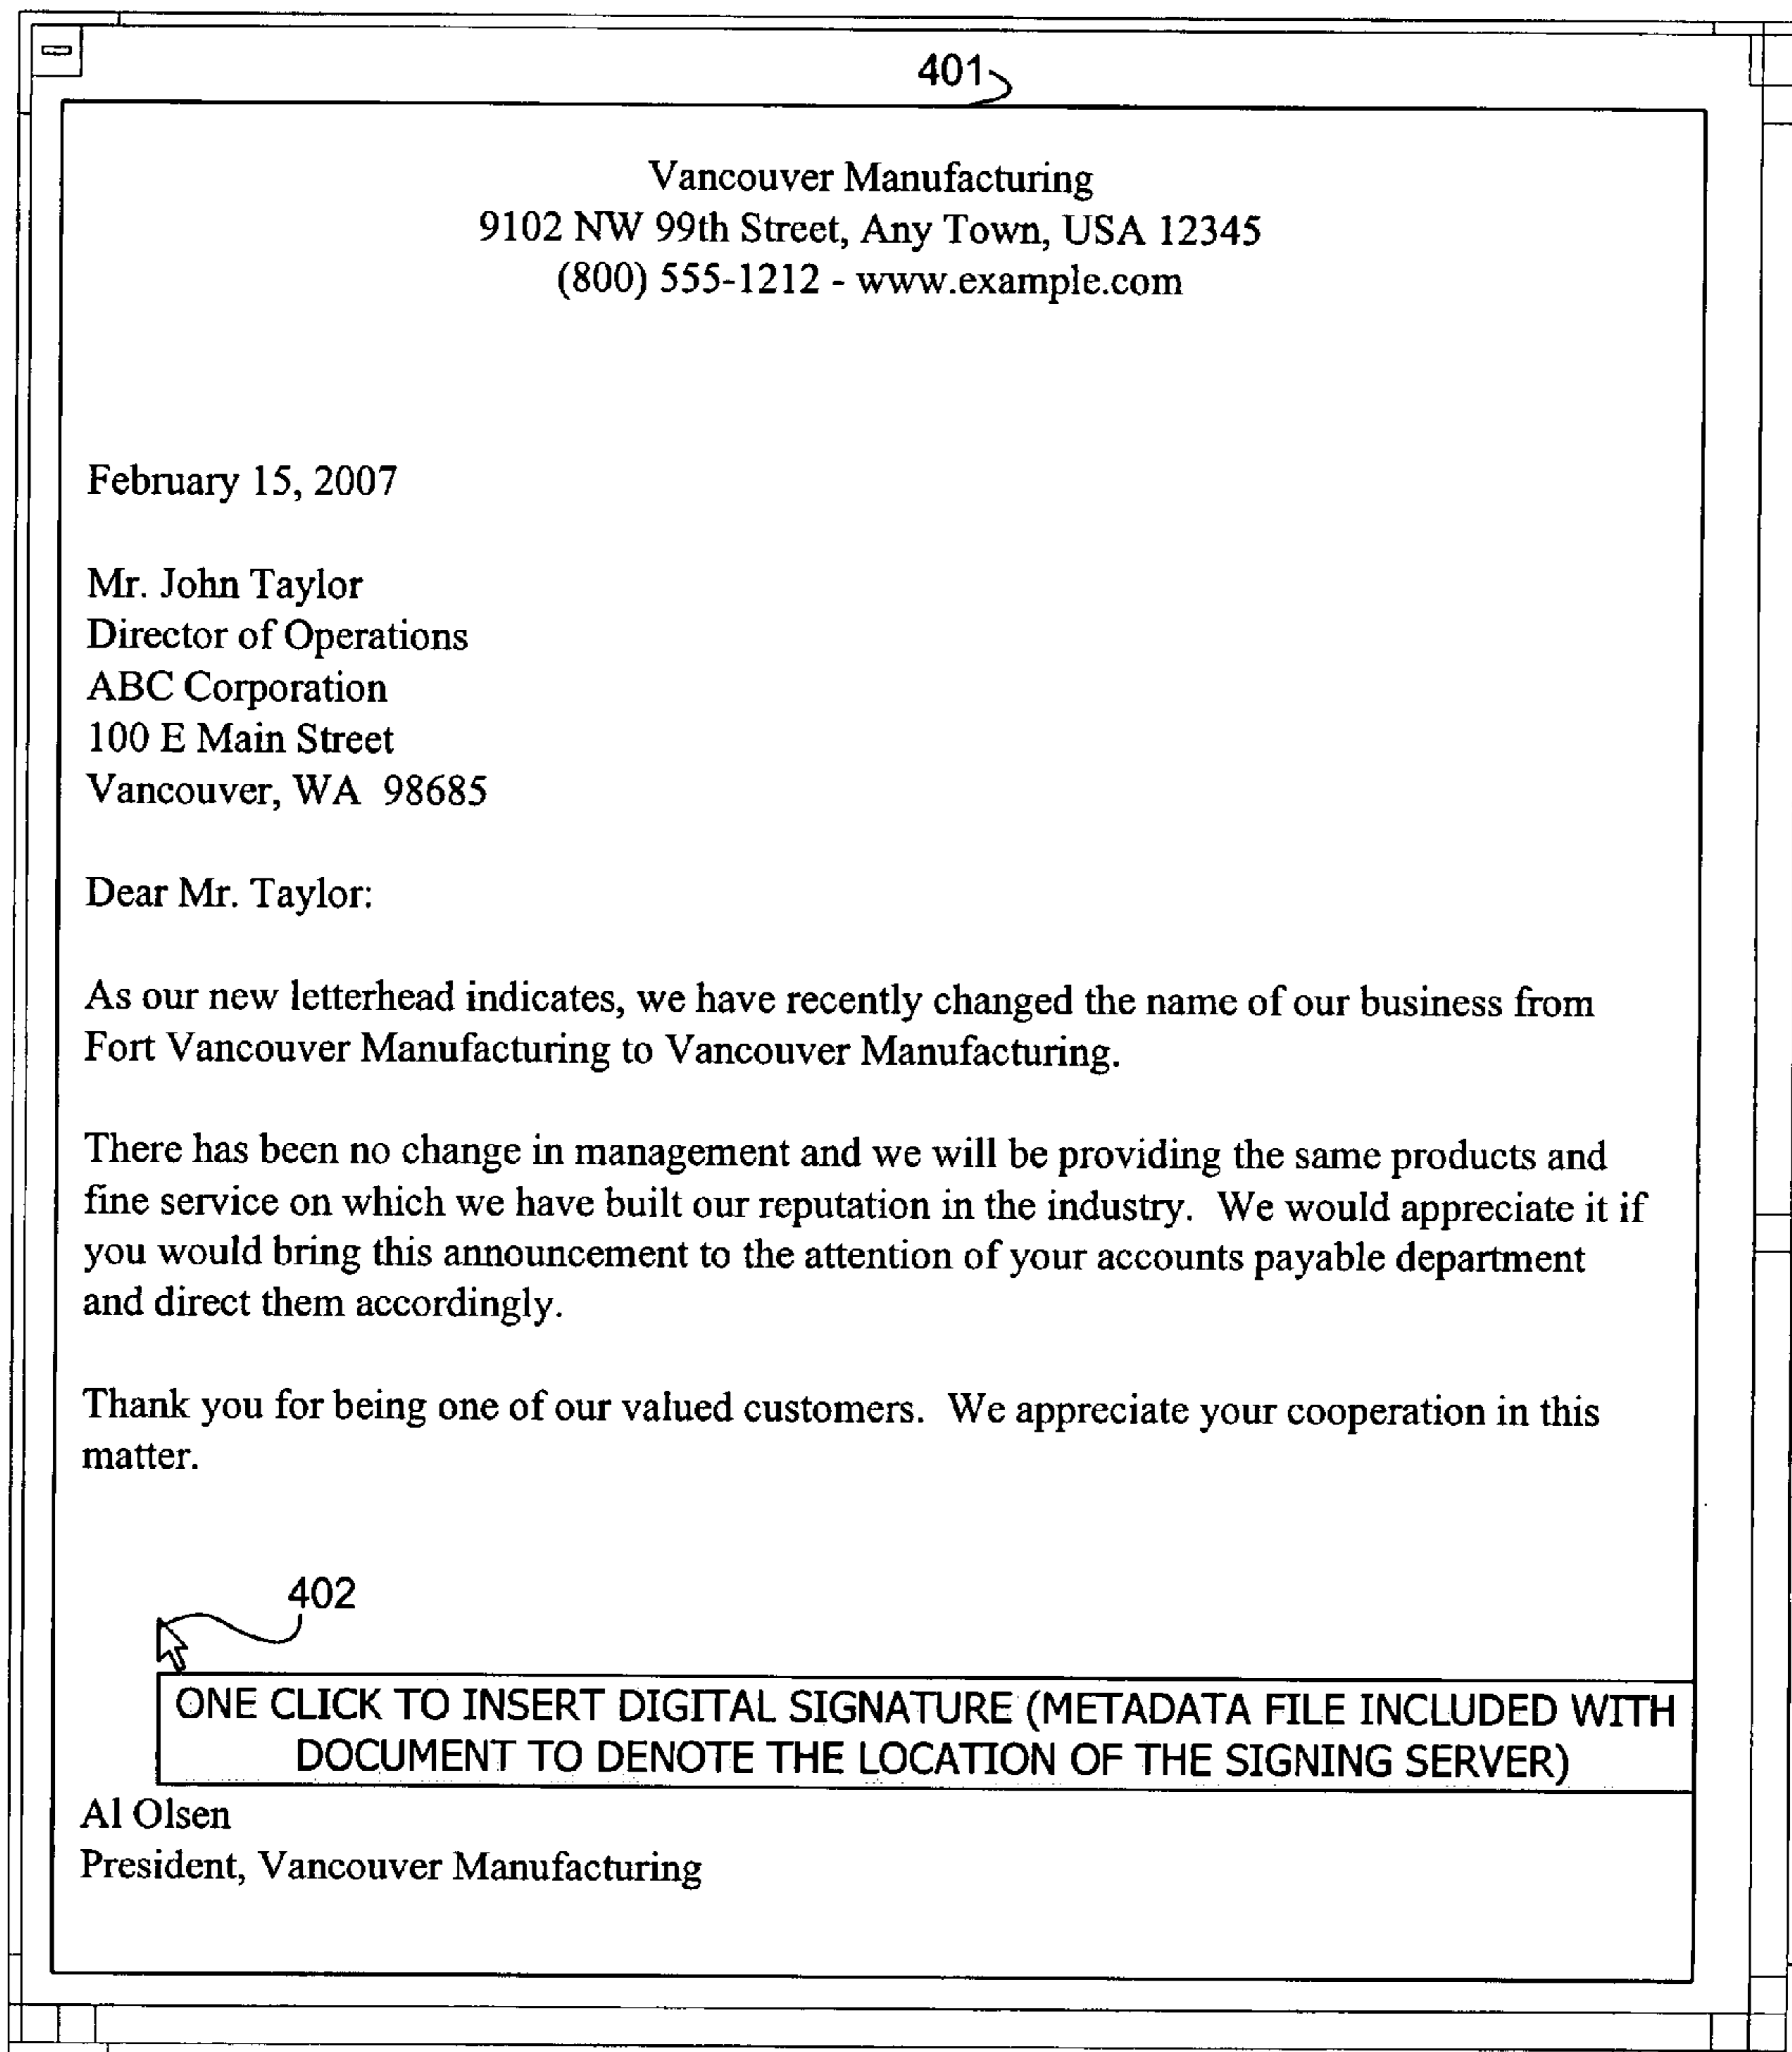 401
Vancouver Manufacturing
9102 NW 99th Street, Any Town, USA 12345
(800) 555-1212 - www.example.com
February 15, 2007
Mr. John Taylor
Director of Operations
ABC Corporation
100 E Main Street
Vancouver, WA  98685
Dear Mr. Taylor:
As our new letterhead indicates, we have recently changed the name of our business from
Fort Vancouver Manufacturing to Vancouver Manufacturing.
There has been no change in management and we will be providing the same products and
fine service on which we have built our reputation in the industry.  We would appreciate it if
you would bring this announcement to the attention of your accounts payable department
and direct them accordingly.
Thank you for being one of our valued customers.  We appreciate your cooperation in this
matter.
402
ONE CLICK TO INSERT DIGITAL SIGNATURE (METADATA FILE INCLUDED WITH
DOCUMENT TO DENOTE THE LOCATION OF THE SIGNING SERVER)
Al Olsen
President, Vancouver Manufacturing